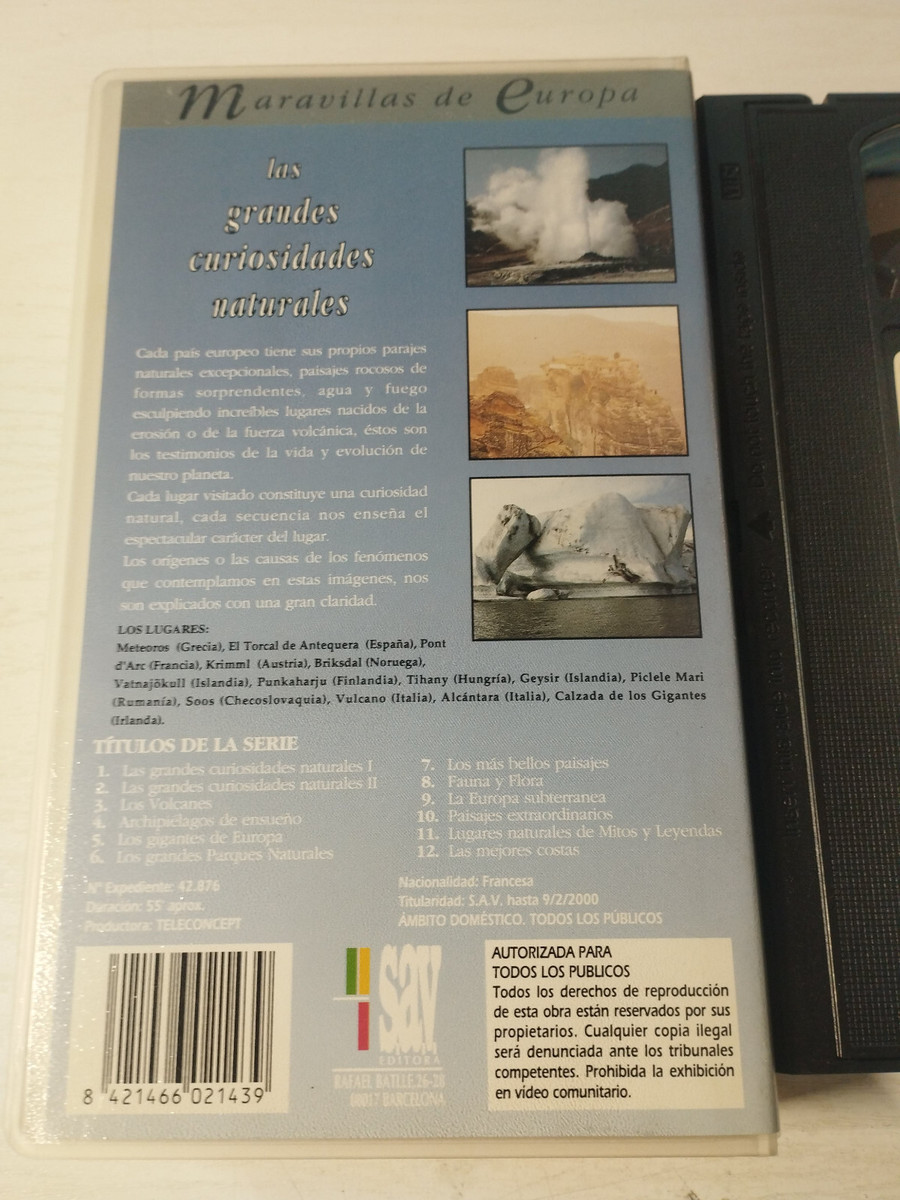 Maravillas de Europa
las
grandes
curiosidades
naturales
Cada país europeo tiene sus propios parajes
naturales excepcionales, paisajes rocosos de
formas sorprendentes, agua y fuego
esculpiendo increíbles lugares nacidos de la
erosión o de la fuerza volcánica, éstos son
los testimonios de la vida y evolución de
nuestro planeta.
Cada lugar visitado constituye una curiosidad
natural, cada secuencia nos enseña el
espectacular carácter del lugar.
Los orígenes o las causas de los fenómenos
que contemplamos en estas imágenes, nos
son explicados con una gran claridad.
LOS LUGARES:
Meteoros (Grecia), El Torcal de Antequera (España), Pont
d'Arc (Francia), Krimml (Austria), Briksdal (Noruega),
Vatnajökull (Islandia), Punkaharju (Finlandia), Tihany (Hungría), Geysir (Islandia), Piclele Mari
(Rumanía), Soos (Checoslovaquia), Vulcano (Italia), Alcántara (Italia), Calzada de los Gigantes
(Irlanda).
TÍTULOS DE LA SERIE
1. Las grandes curiosidades naturales I
2. Las grandes curiosidades naturales II
3. Los Volcanes
4. Archipiélagos de ensueño
5. Los gigantes de Europa
6. Los grandes Parques Naturales
7. Los más bellos paisajes
8. Fauna y Flora
9. La Europa subterranea
10. Paisajes extraordinarios
11. Lugares naturales de Mitos y Leyendas
12. Las mejores costas
Nº Expediente: 42.876
Duración: 55' aprox.
Productora: TELECONCEPT
Nacionalidad: Francesa
Titularidad: S.A.V. hasta 9/2/2000
ÁMBITO DOMÉSTICO. TODOS LOS PÚBLICOS
8 421466 021439
sav
EDITORA
RAFAEL BATLLE, 26-28
08017 BARCELONA
AUTORIZADA PARA
TODOS LOS PUBLICOS
Todos los derechos de reproducción
de esta obra están reservados por sus
propietarios. Cualquier copia ilegal
será denunciada ante los tribunales
competentes. Prohibida la exhibición
en vídeo comunitario.